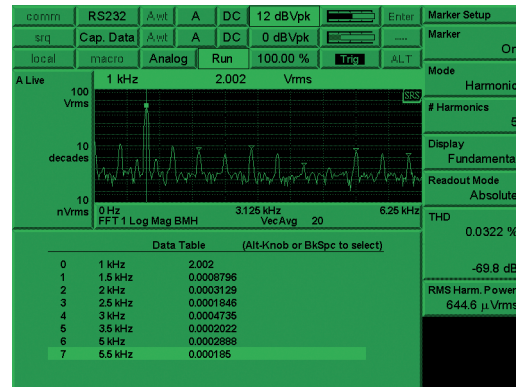 comm RS232 A wt A DC 12 dBVpk Enter Marker Setup
srq Cap. Data A wt A DC 0 dBVpk ---- Marker
On
local macro Analog Run 100.00 % Trig ALT
Mode
Harmonic
A Live 1 kHz 2.002 Vrms
100
Vrms
SRS
# Harmonics
5
10
decades
Display
Fundamental
Readout Mode
Absolute
10
nVrms
0 Hz 3.125 kHz 6.25 kHz
FFT 1 Log Mag BMH VecAvg 20
THD
0.0322 %
-69.8 dB
Data Table (Alt-Knob or BkSpc to select)
RMS Harm. Power
644.6 µVrms
0 1 kHz 2.002
1 1.5 kHz 0.0008796
2 2 kHz 0.0003129
3 2.5 kHz 0.0001846
4 3 kHz 0.0004735
5 3.5 kHz 0.0002022
6 5 kHz 0.0002888
7 5.5 kHz 0.000185